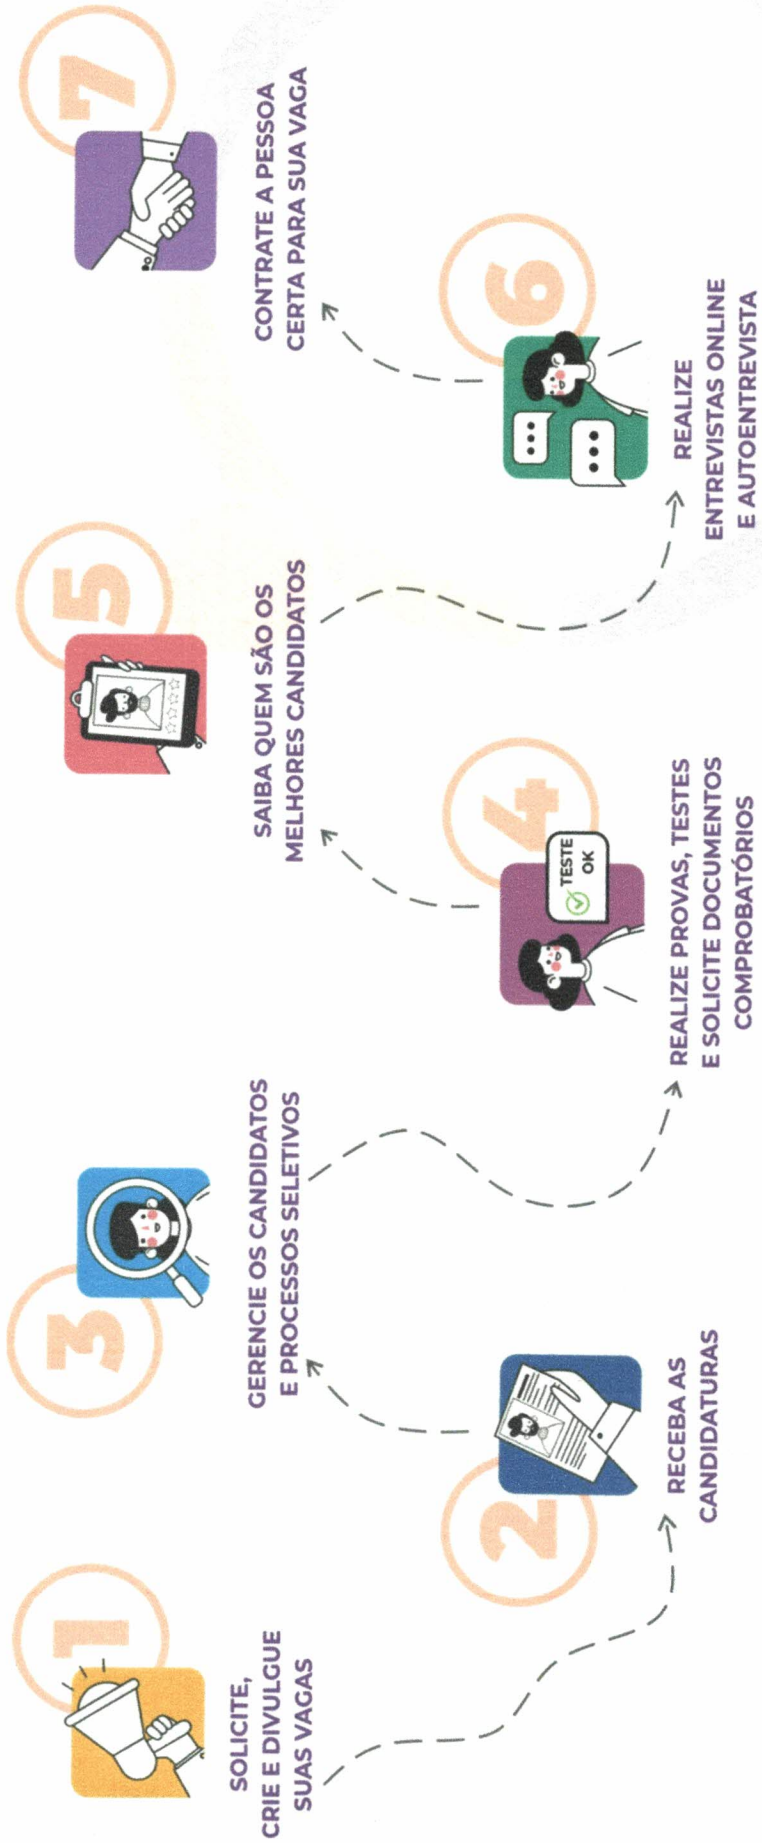 1
SOLICITE,
CRIE E DIVULGUE
SUAS VAGAS
2
RECEBA AS
CANDIDATURAS
3
GERENCIE OS CANDIDATOS
E PROCESSOS SELETIVOS
4
TESTE
OK
REALIZE PROVAS, TESTES
E SOLICITE DOCUMENTOS
COMPROBATÓRIOS
5
SAIBA QUEM SÃO OS
MELHORES CANDIDATOS
6
REALIZE
ENTREVISTAS ONLINE
E AUTOENTREVISTA
7
CONTRATE A PESSOA
CERTA PARA SUA VAGA